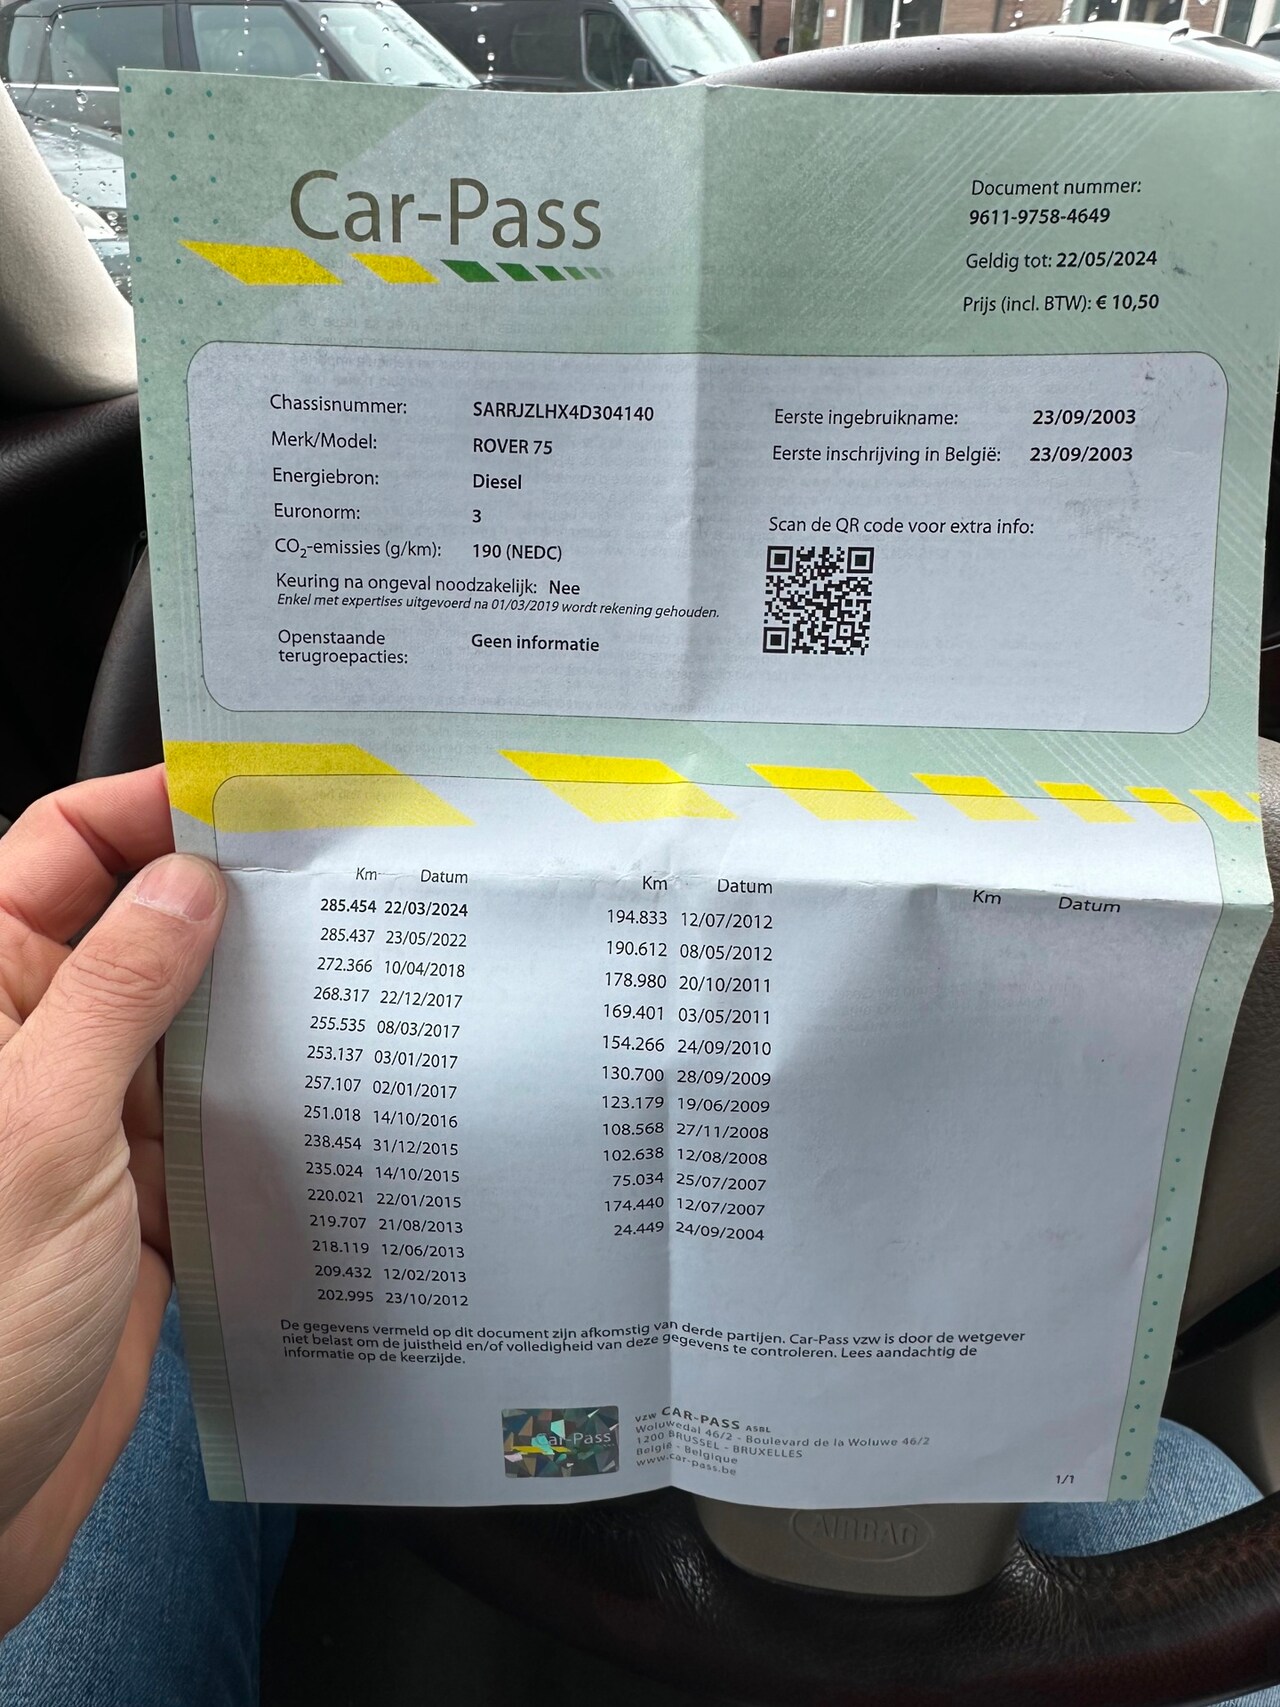 Car-Pass
Document nummer:
9611-9758-4649
Geldig tot: 22/05/2024
Prijs (incl. BTW): € 10,50
Chassisnummer: SARRJZLHX4D304140
Merk/Model: ROVER 75
Energiebron: Diesel
Euronorm: 3
CO₂-emissies (g/km): 190 (NEDC)
Keuring na ongeval noodzakelijk: Nee
Enkel met expertises uitgevoerd na 01/03/2019 wordt rekening gehouden.
Openstaande
terugroepacties: Geen informatie
Eerste ingebruikname: 23/09/2003
Eerste inschrijving in België: 23/09/2003
Scan de QR code voor extra info:
Km Datum
285.454 22/03/2024
285.437 23/05/2022
272.366 10/04/2018
268.317 22/12/2017
255.535 08/03/2017
253.137 03/01/2017
257.107 02/01/2017
251.018 14/10/2016
238.454 31/12/2015
235.024 14/10/2015
220.021 22/01/2015
219.707 21/08/2013
218.119 12/06/2013
209.432 12/02/2013
202.995 23/10/2012
Km Datum
194.833 12/07/2012
190.612 08/05/2012
178.980 20/10/2011
169.401 03/05/2011
154.266 24/09/2010
130.700 28/09/2009
123.179 19/06/2009
108.568 27/11/2008
102.638 12/08/2008
75.034 25/07/2007
174.440 12/07/2007
24.449 24/09/2004
Km Datum
De gegevens vermeld op dit document zijn afkomstig van derde partijen. Car-Pass vzw is door de wetgever
niet belast om de juistheid en/of volledigheid van deze gegevens te controleren. Lees aandachtig de
informatie op de keerzijde.
Car-Pass
vzw CAR-PASS ASBL
Woluwedal 46/2 - Boulevard de la Woluwe 46/2
1200 BRUSSEL - BRUXELLES
België - Belgique
www.car-pass.be
1/1
AIRBAG